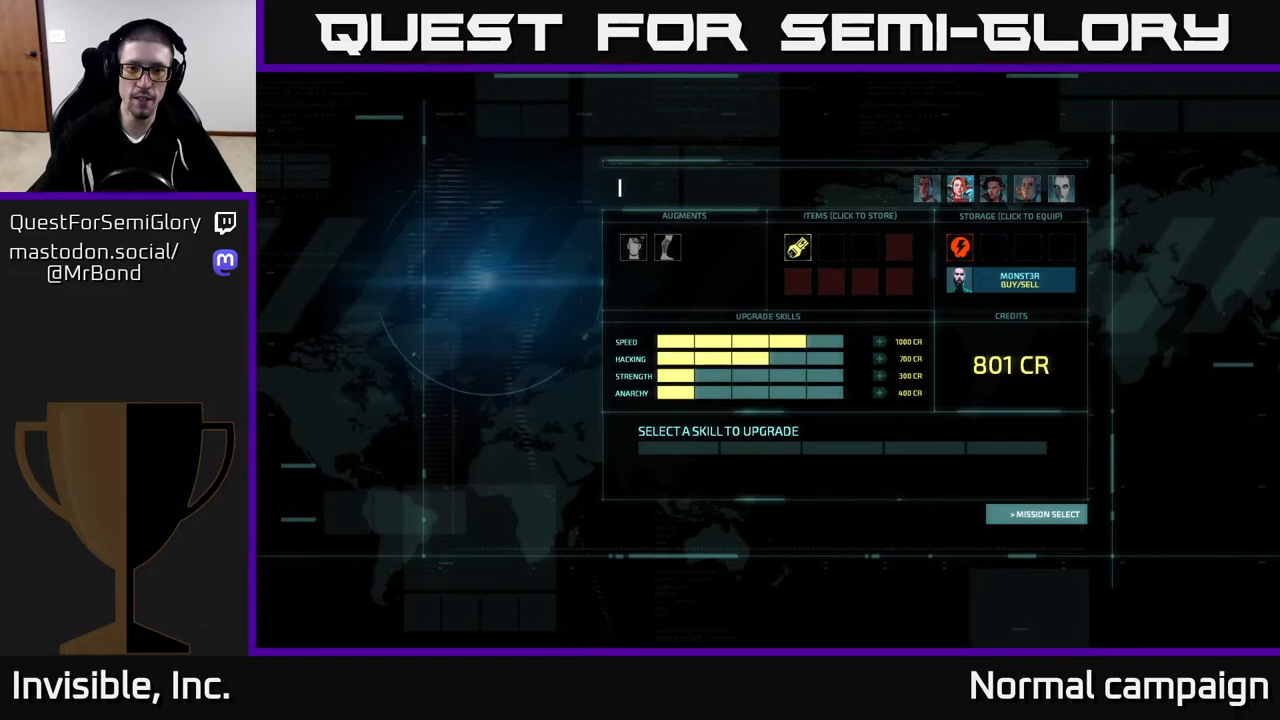 QUEST FOR SEMI-GLORY
QuestForSemiGlory
mastodon.social/
@MrBond
AUGMENTS
ITEMS (CLICK TO STORE)
STORAGE (CLICK TO EQUIP)
MONST3R
BUY/SELL
UPGRADE SKILLS
CREDITS
SPEED 1000 CR
HACKING 700 CR
STRENGTH 300 CR
ANARCHY 400 CR
801 CR
SELECT A SKILL TO UPGRADE
> MISSION SELECT
Invisible, Inc.
Normal campaign